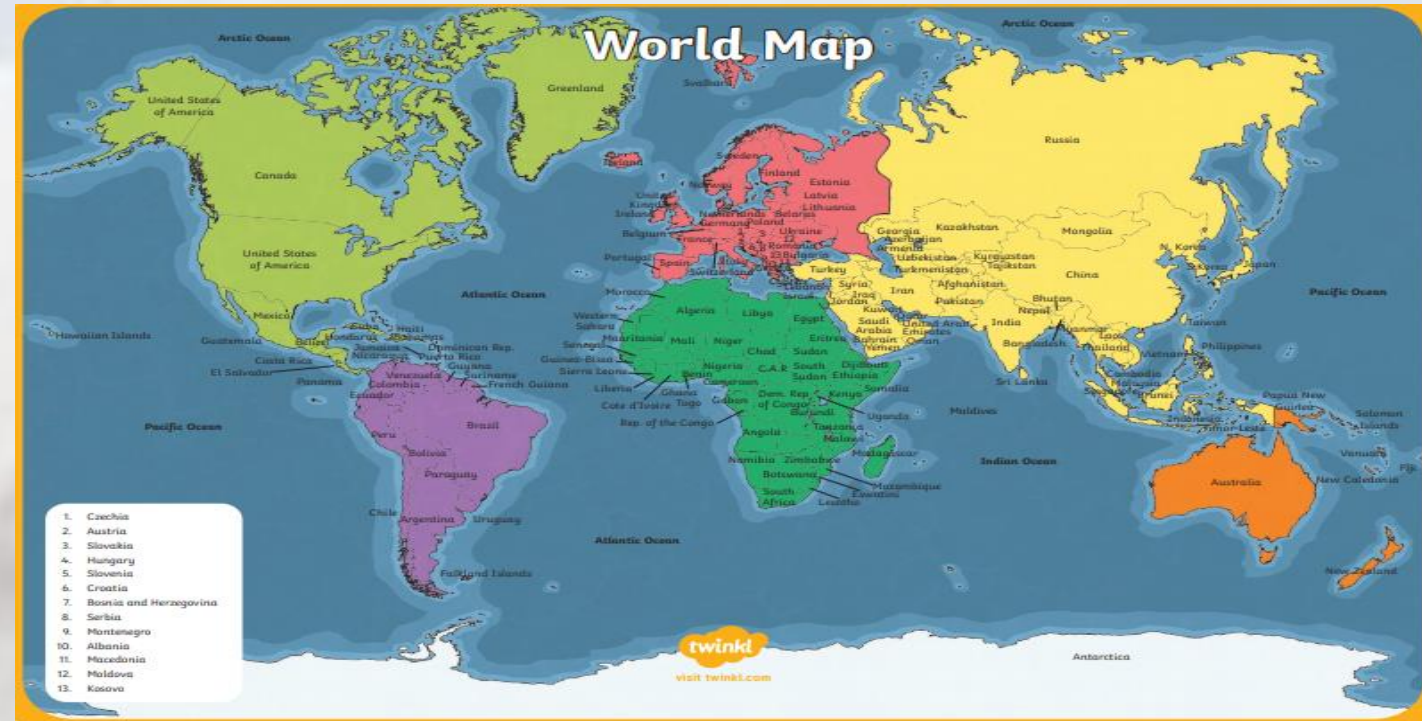 World Map
Arctic Ocean
Arctic Ocean
Greenland
Svalbard
United States
of America
Canada
United States
of America
Mexico
Hawaiian Islands
Guatemala
Belize
Cuba
Haiti
Honduras
Bahamas
Jamaica
Dominican Rep.
Nicaragua
Puerto Rico
Costa Rica
El Salvador
Panama
Guyana
Suriname
French Guiana
Venezuela
Colombia
Ecuador
Peru
Brazil
Bolivia
Paraguay
Chile
Argentina
Uruguay
Falkland Islands
Atlantic Ocean
Pacific Ocean
Atlantic Ocean
Iceland
Sweden
Finland
Norway
Estonia
Latvia
Lithuania
United
Kingdom
Ireland
Netherlands
Belarus
Germany
Poland
Belgium
Ukraine
France
12
Romania
13
Bulgaria
Portugal
Spain
Italy
Switzerland
Russia
Georgia
Azerbaijan
Armenia
Kazakhstan
Mongolia
Uzbekistan
Kyrgyzstan
Turkmenistan
Tajikstan
N. Korea
S.Korea
Japan
China
Turkey
Syria
Iraq
Iran
Afghanistan
Lebanon
Israel
Jordan
Kuwait
Pakistan
Bhutan
Nepal
Saudi
Arabia
Qatar
United Arab
Emirates
India
Bahrain
Oman
Yemen
Bangladesh
Myanmar
Laos
Thailand
Vietnam
Taiwan
Philippines
Cambodia
Malaysia
Singapore
Brunei
Sri Lanka
Maldives
Indonesia
Timor-Leste
Papua New
Guinea
Solomon
Islands
Vanuatu
Fiji
New Caledonia
Pacific Ocean
Indian Ocean
Australia
New Zealand
Morocco
Algeria
Libya
Egypt
Western
Sahara
Mauritania
Mali
Niger
Eritrea
Senegal
Chad
Sudan
Guinea-Bissa
Nigeria
C.A.R
South
Sudan
Djibouti
Ethiopia
Sierra Leone
Benin
Cameroon
Somalia
Liberia
Ghana
Togo
Cote d'Ivoire
Gabon
Dem. Rep.
of Congo
Kenya
Uganda
Burundi
Rep. of the Congo
Tanzania
Malawi
Angola
Namibia
Zimbabwe
Madagascar
Botswana
Mozambique
Eswatini
South
Africa
Lesotho
1. Czechia
2. Austria
3. Slovakia
4. Hungary
5. Slovenia
6. Croatia
7. Bosnia and Herzegovina
8. Serbia
9. Montenegro
10. Albania
11. Macedonia
12. Moldova
13. Kosovo
twinkl
visit twinkl.com
Antarctica